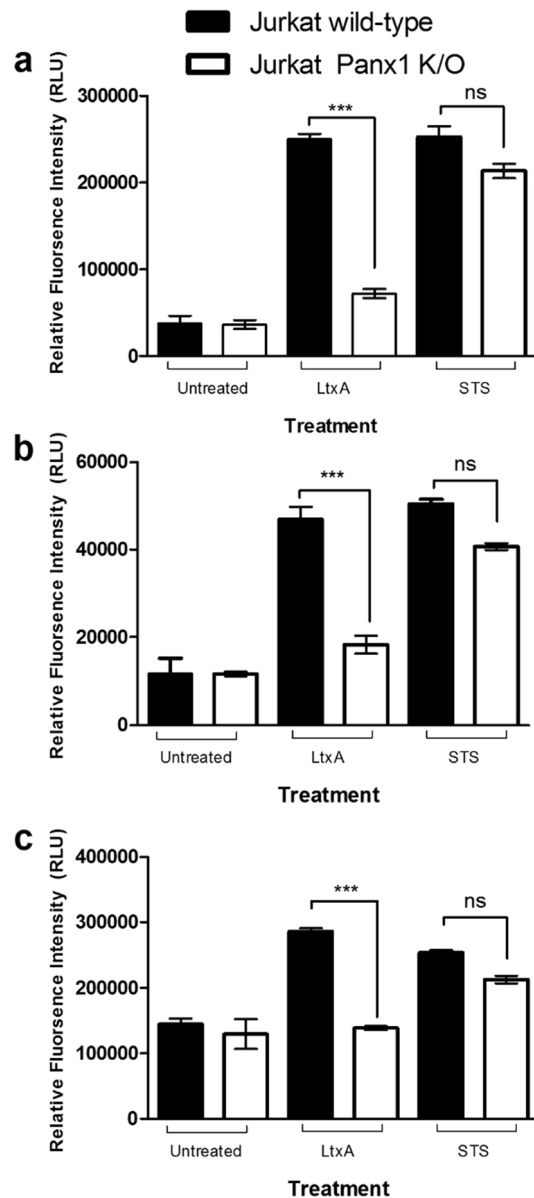 Jurkat wild-type
Jurkat Panx1 K/O
a
Relative Fluorsence Intensity (RLU)
300000
200000
100000
0
***
ns
Untreated
LtxA
STS
Treatment
b
Relative Fluorsence Intensity (RLU)
60000
40000
20000
0
***
ns
Untreated
LtxA
STS
Treatment
c
Relative Fluorsence Intensity (RLU)
400000
300000
200000
100000
0
***
ns
Untreated
LtxA
STS
Treatment